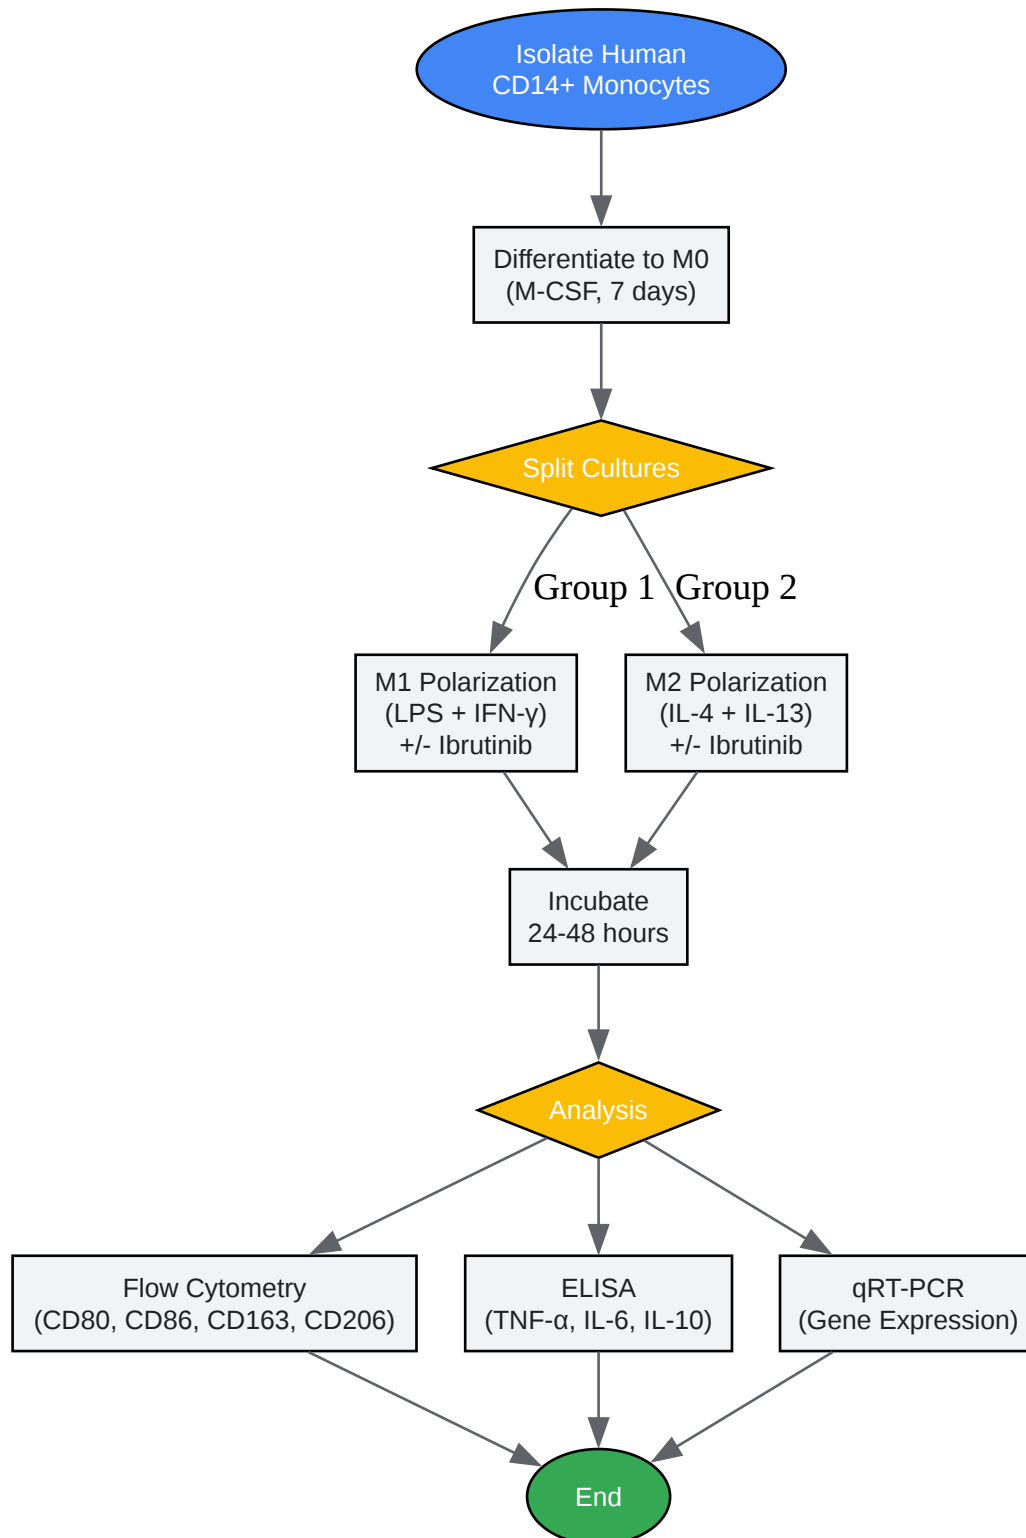 Isolate Human
CD14+ Monocytes
Differentiate to M0
(M-CSF, 7 days)
Split Cultures
Group 1
Group 2
M1 Polarization
(LPS + IFN-γ)
+/- Ibrutinib
M2 Polarization
(IL-4 + IL-13)
+/- Ibrutinib
Incubate
24-48 hours
Analysis
Flow Cytometry
(CD80, CD86, CD163, CD206)
ELISA
(TNF-α, IL-6, IL-10)
qRT-PCR
(Gene Expression)
End